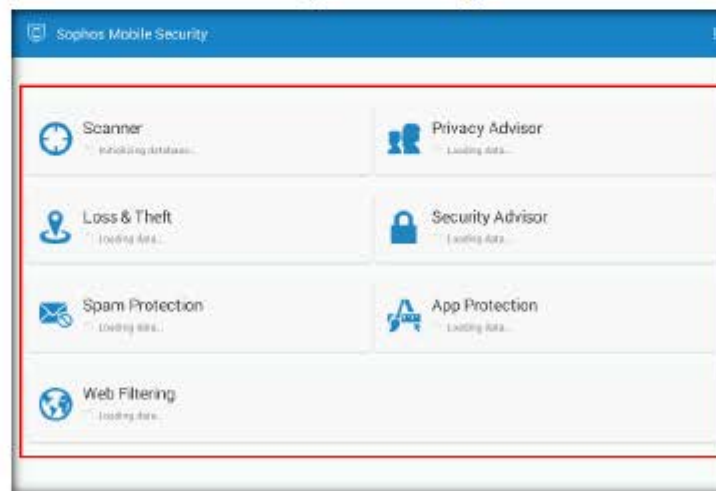 Sophos Mobile Security
Scanner
Initializing database...
Privacy Advisor
Loading data...
Loss & Theft
Loading data...
Security Advisor
Loading data...
Spam Protection
Loading data...
App Protection
Loading data...
Web Filtering
Loading data...